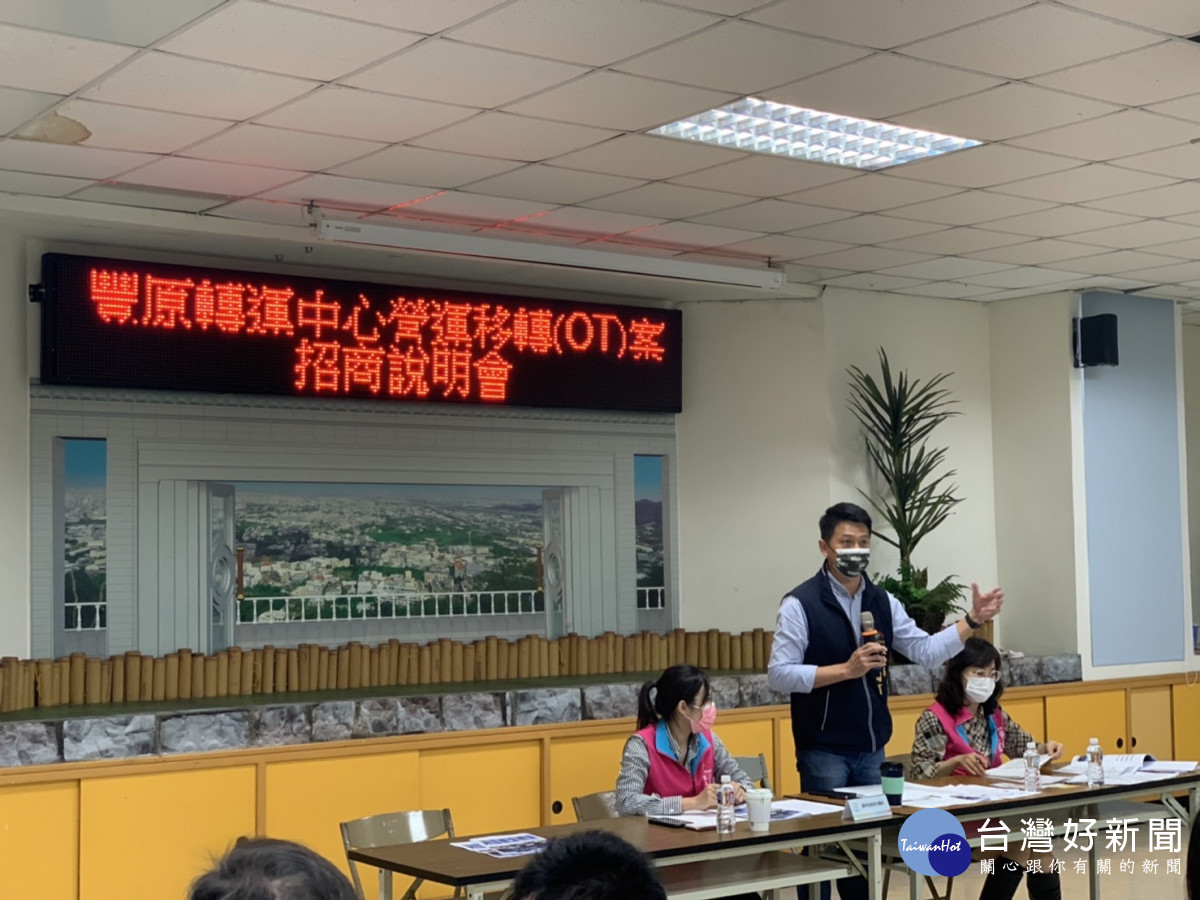 豐原轉運中心營運移轉(OT)案
招商說明會
TaiwanHot
台灣好新聞
關心跟你有關的新聞